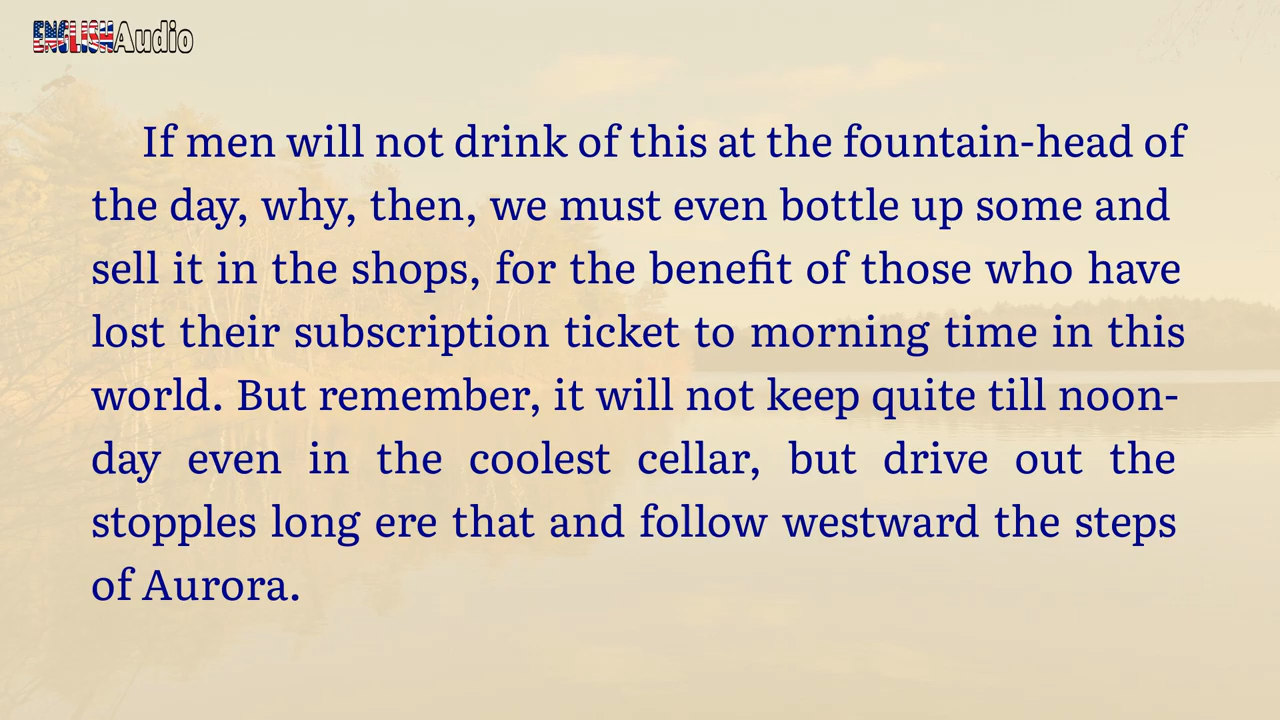 ENGLISHAudio
If men will not drink of this at the fountain-head of
the day, why, then, we must even bottle up some and
sell it in the shops, for the benefit of those who have
lost their subscription ticket to morning time in this
world. But remember, it will not keep quite till noon-
day even in the coolest cellar, but drive out the
stopples long ere that and follow westward the steps
of Aurora.